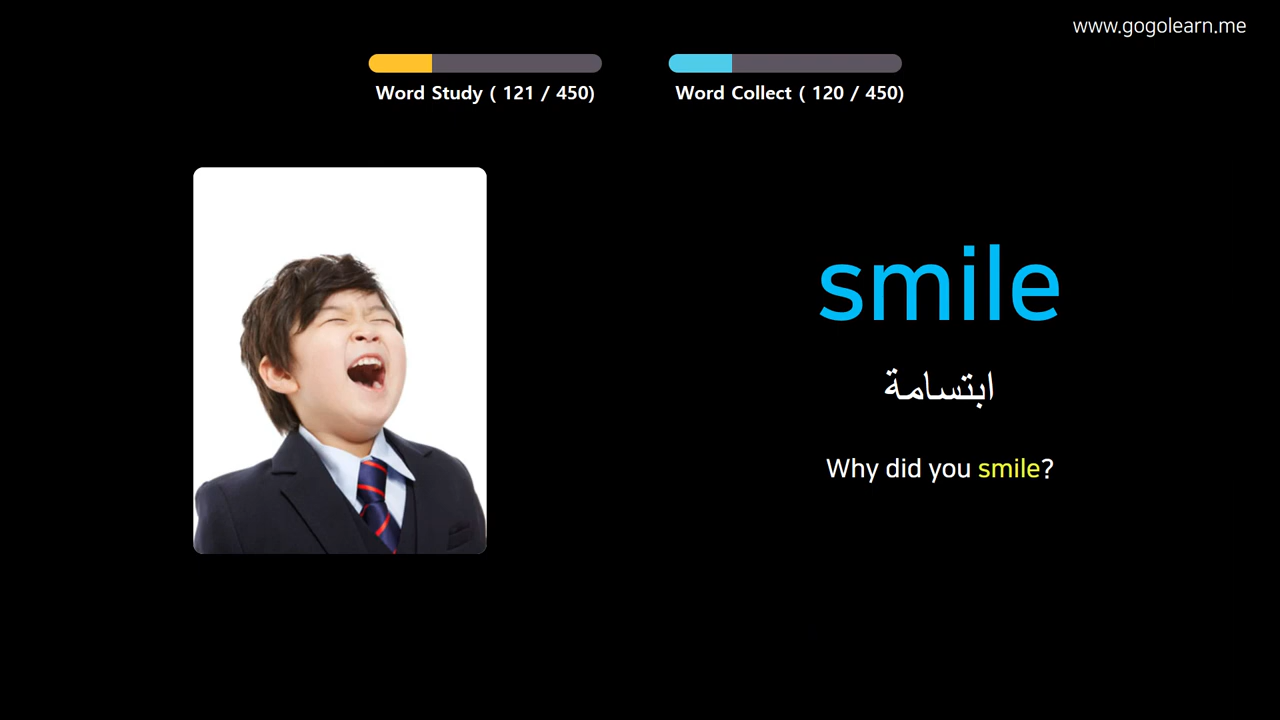 www.gogolearn.me
Word Study ( 121 / 450)
Word Collect ( 120 / 450)
smile
ابتسامة
Why did you smile?